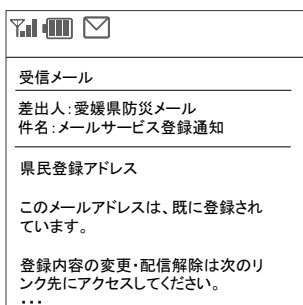 受信メール
差出人：愛媛県防災メール
件名：メールサービス登録通知
県民登録アドレス
このメールアドレスは、既に登録され
ています。
登録内容の変更・配信解除は次のリ
ンク先にアクセスしてください。
･･･